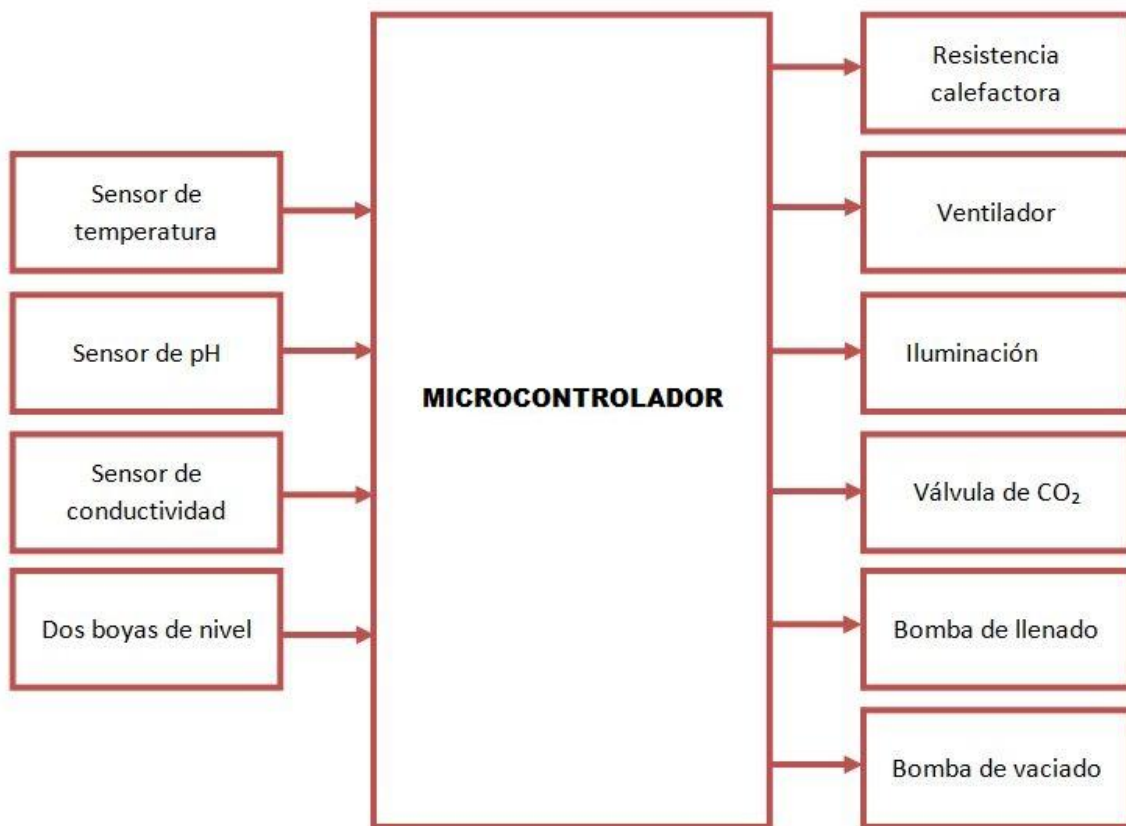 Sensor de
temperatura
Sensor de pH
Sensor de
conductividad
Dos boyas de nivel
MICROCONTROLADOR
Resistencia
calefactora
Ventilador
Iluminación
Válvula de CO₂
Bomba de llenado
Bomba de vaciado